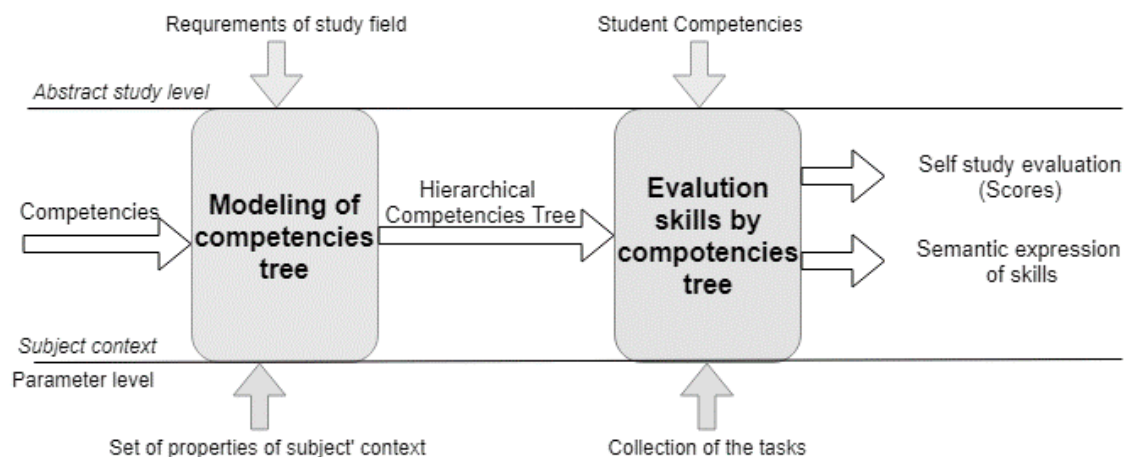 Requrements of study field
Student Competencies
Abstract study level
Competencies
Modeling of
competencies
tree
Hierarchical
Competencies Tree
Evalution
skills by
compotencies
tree
Self study evaluation
(Scores)
Semantic expression
of skills
Subject context
Parameter level
Set of properties of subject' context
Collection of the tasks